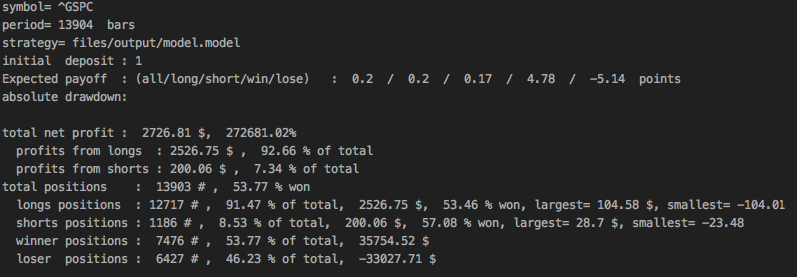 symbol= ^GSPC
period= 13904  bars
strategy= files/output/model.model
initial  deposit : 1
Expected payoff  : (all/long/short/win/lose)   :  0.2  /  0.2  /  0.17  /  4.78  /  -5.14  points
absolute drawdown:
total net profit :  2726.81 $,  272681.02%
  profits from longs  : 2526.75 $ ,  92.66 % of total
  profits from shorts : 200.06 $ ,  7.34 % of total
total positions    :  13903 # ,  53.77 % won
  longs positions  : 12717 # ,  91.47 % of total,  2526.75 $,  53.46 % won, largest= 104.58 $, smallest= -104.01
  shorts positions : 1186 # ,  8.53 % of total,  200.06 $,  57.08 % won, largest= 28.7 $, smallest= -23.48
  winner positions :  7476 # ,  53.77 % of total,  35754.52 $
  loser  positions :  6427 # ,  46.23 % of total,  -33027.71 $